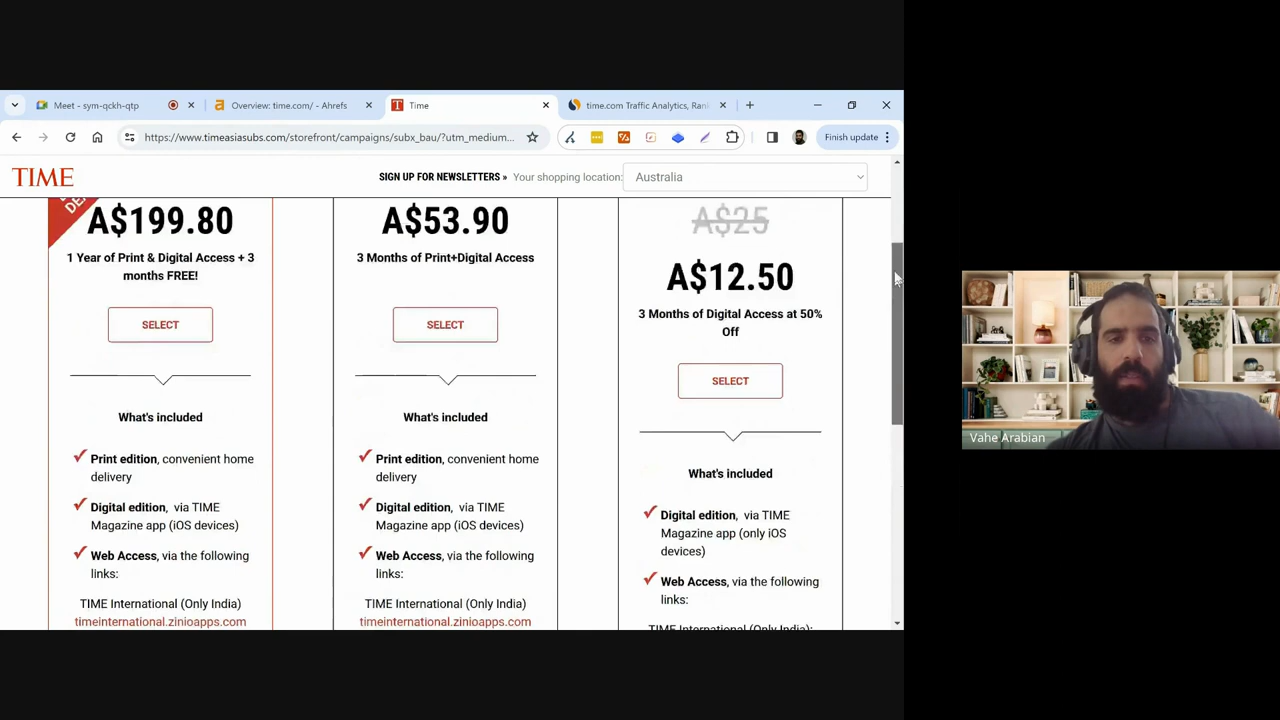 Meet - sym-qckh-qtp
Overview: time.com/ - Ahrefs
Time
time.com Traffic Analytics, Ran
https://www.timeasiasubs.com/storefront/campaigns/subx_bau/?utm_medium...
Finish update
TIME
SIGN UP FOR NEWSLETTERS »
Your shopping location:
Australia
A$199.80
1 Year of Print & Digital Access + 3
months FREE!
SELECT
What's included
Print edition, convenient home
delivery
Digital edition, via TIME
Magazine app (iOS devices)
Web Access, via the following
links:
TIME International (Only India)
timeinternational.zinioapps.com
A$53.90
3 Months of Print+Digital Access
SELECT
What's included
Print edition, convenient home
delivery
Digital edition, via TIME
Magazine app (iOS devices)
Web Access, via the following
links:
TIME International (Only India)
timeinternational.zinioapps.com
A$25
A$12.50
3 Months of Digital Access at 50%
Off
SELECT
What's included
Digital edition, via TIME
Magazine app (only iOS
devices)
Web Access, via the following
links:
TIME International (Only India):
Vahe Arabian